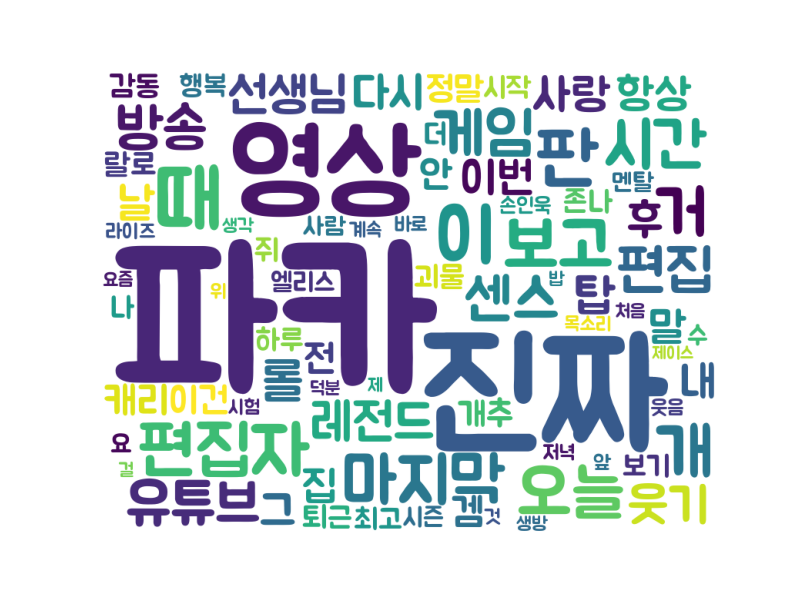 감동 행복 선생님 다시 정말 시작 사랑 항상
방송 영상 더 게임 판 시간
랄로 때 안 이번 멘탈
날 생각 사람 계속 바로 손인욱 존나 후 거
라이즈 쥐 이 보고 편집
요즘 파카 엘리스 괴물 센스 밥 탑 처음
나 위 목소리 말 수
하루 전 진짜 제이스
캐리 이건 롤 덕분 제 내
시험 레전드 개추 웃음
요 편집자 저녁 앞 보기 개
걸 집 마지막 오늘 웃기
유튜브 그 퇴근 최고 시즌 겜 것 생방